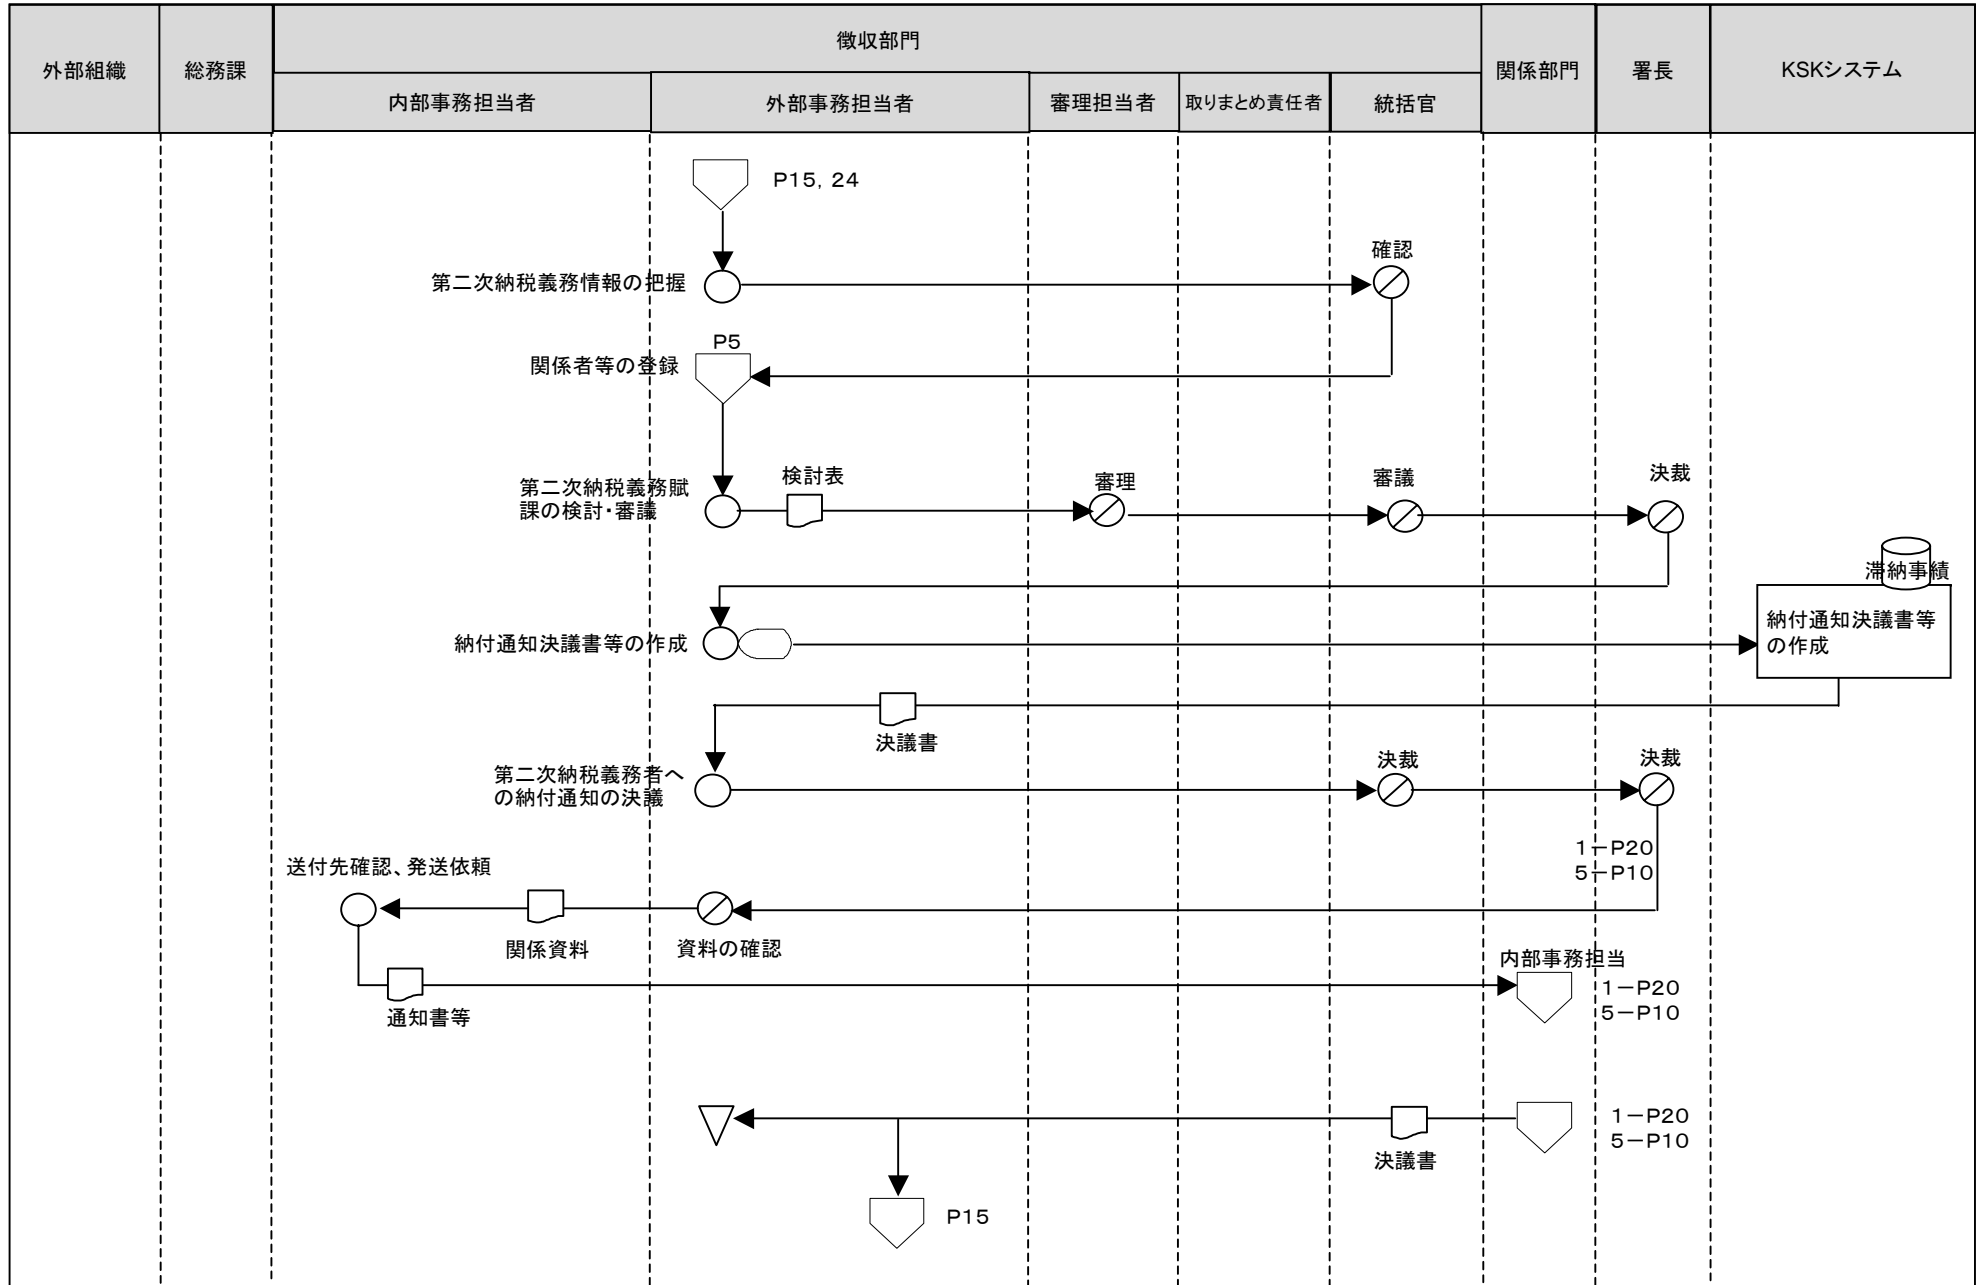 外部組織
総務課
徴収部門
内部事務担当者
外部事務担当者
審理担当者
取りまとめ責任者
統括官
関係部門
署長
KSKシステム
P15, 24
確認
第二次納税義務情報の把握
P5
関係者等の登録
検討表
審理
審議
決裁
第二次納税義務賦
課の検討・審議
滞納事績
納付通知決議書等
の作成
納付通知決議書等の作成
決議書
決裁
決裁
第二次納税義務者へ
の納付通知の決議
1－P20
5－P10
送付先確認、発送依頼
関係資料
資料の確認
内部事務担当
1－P20
5－P10
通知書等
1－P20
5－P10
決議書
P15